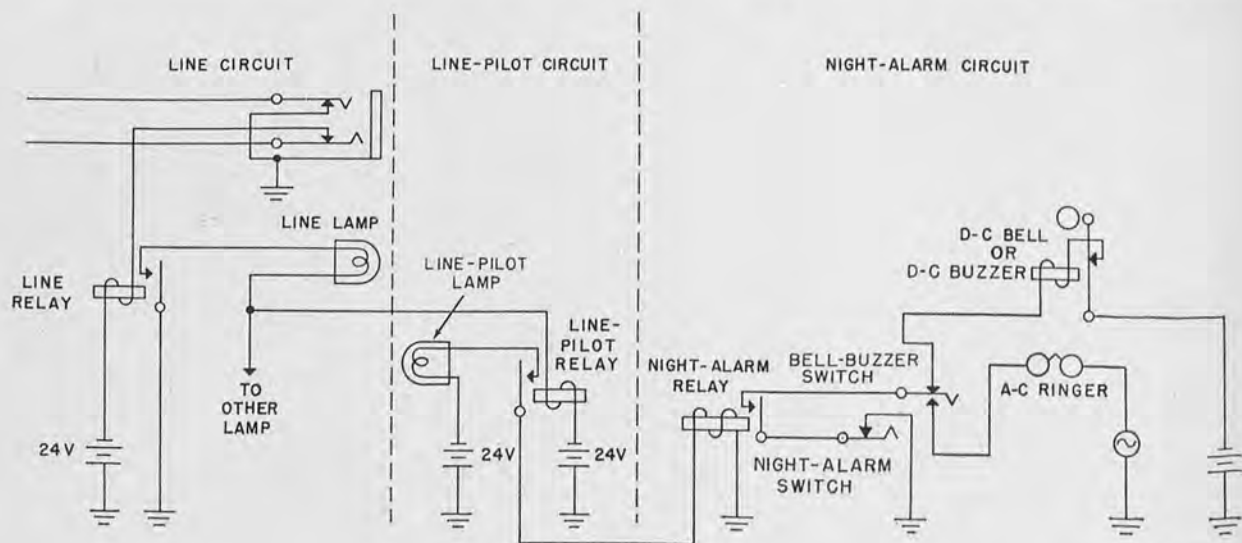 LINE CIRCUIT
LINE-PILOT CIRCUIT
NIGHT-ALARM CIRCUIT
LINE LAMP
LINE
RELAY
TO
OTHER
LAMP
24V
LINE-PILOT
LAMP
LINE-
PILOT
RELAY
24V
24V
NIGHT-ALARM
RELAY
BELL-BUZZER
SWITCH
NIGHT-ALARM
SWITCH
D-C BELL
OR
D-C BUZZER
A-C RINGER